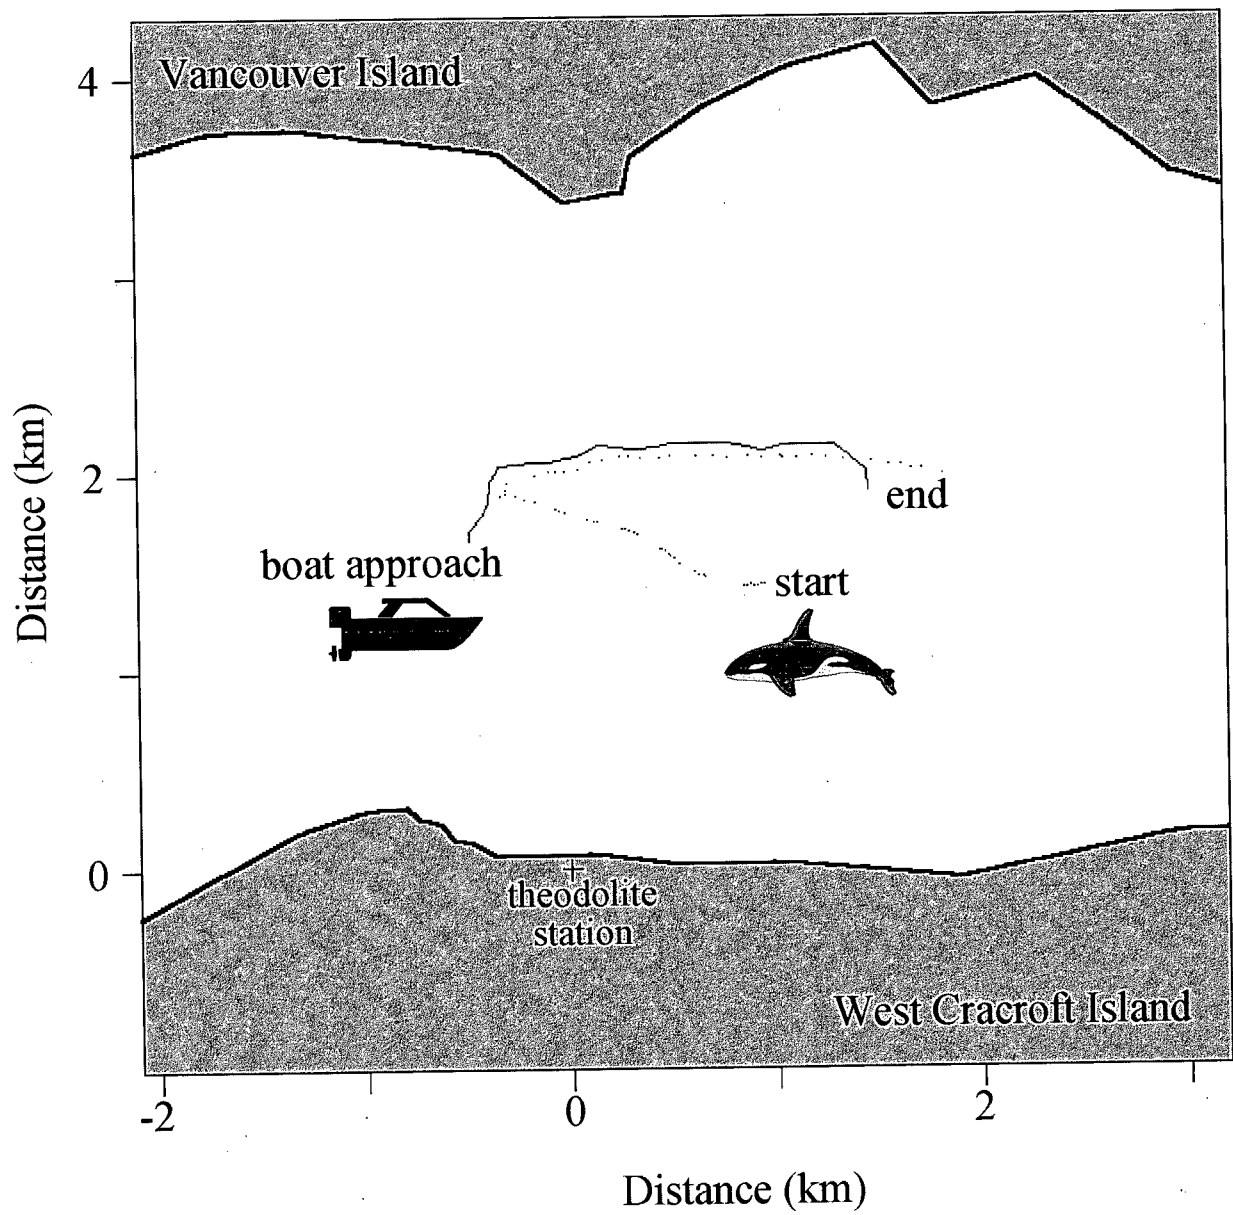 Vancouver Island
4
2
0
Distance (km)
end
boat approach
start
theodolite
station
West Cracroft Island
-2
0
2
Distance (km)